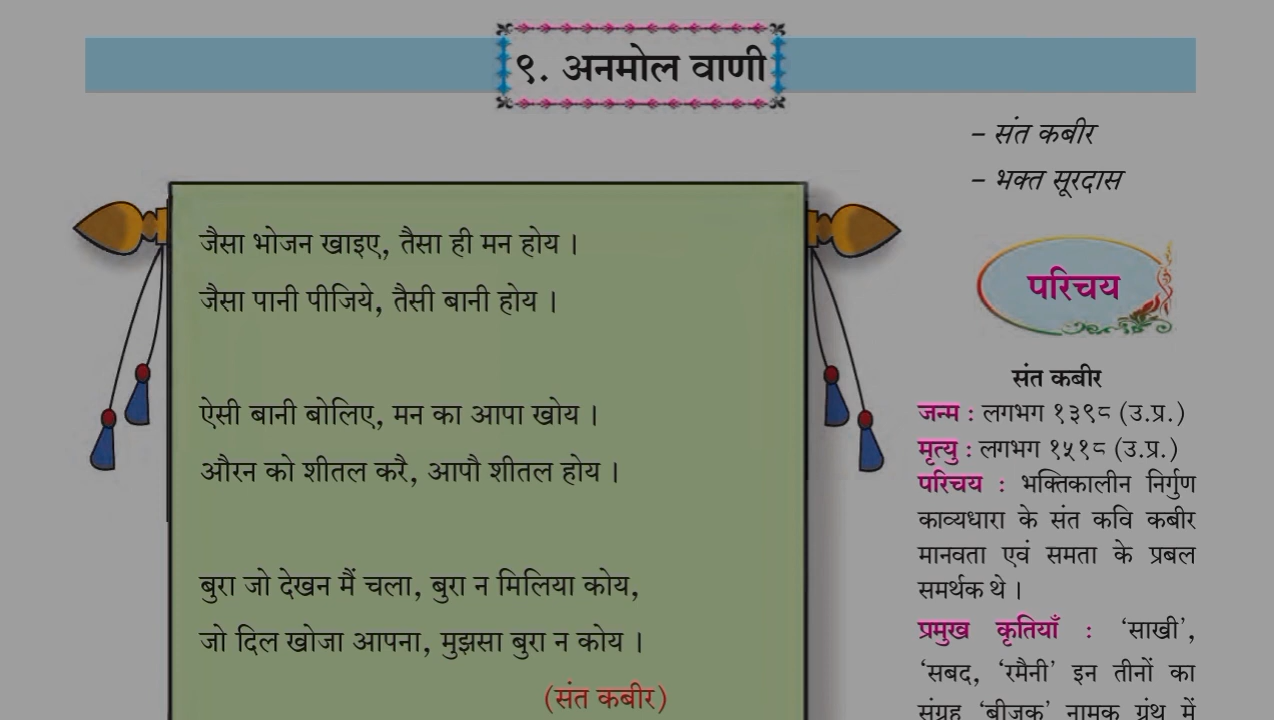 ९. अनमोल वाणी
– संत कबीर
– भक्त सूरदास
जैसा भोजन खाइए, तैसा ही मन होय ।
जैसा पानी पीजिये, तैसी बानी होय ।
ऐसी बानी बोलिए, मन का आपा खोय ।
औरन को शीतल करै, आपौ शीतल होय ।
बुरा जो देखन मैं चला, बुरा न मिलिया कोय,
जो दिल खोजा आपना, मुझसा बुरा न कोय ।
(संत कबीर)
परिचय
संत कबीर
जन्म : लगभग १३९८ (उ.प्र.)
मृत्यु : लगभग १५१८ (उ.प्र.)
परिचय : भक्तिकालीन निर्गुण
काव्यधारा के संत कवि कबीर
मानवता एवं समता के प्रबल
समर्थक थे ।
प्रमुख कृतियाँ : ‘साखी’,
‘सबद, ‘रमैनी’ इन तीनों का
संग्रह ‘बीजक’ नामक ग्रंथ में